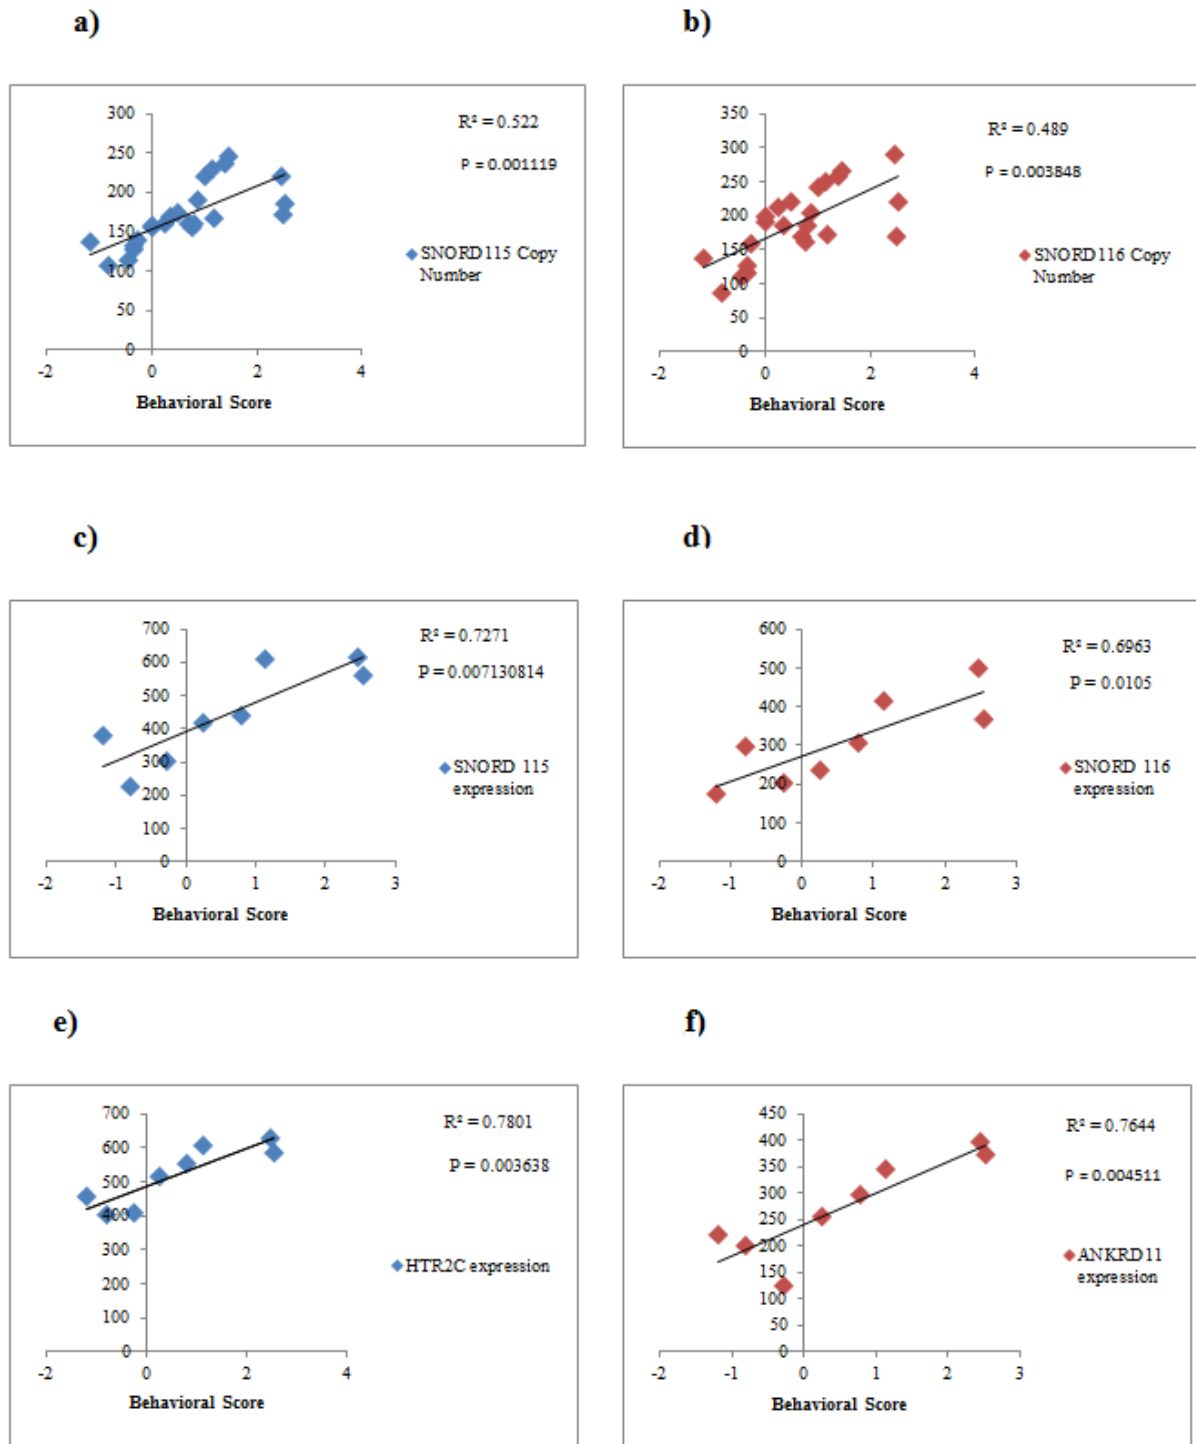 a)
300
250
200
150
100
50
0
-2 0 2 4
Behavioral Score
R² = 0.522
P = 0.001119
SNORD115 Copy
Number
b)
350
300
250
200
150
100
50
0
-2 0 2 4
Behavioral Score
R² = 0.489
P = 0.003848
SNORD116 Copy
Number
c)
700
600
500
400
300
200
100
0
-2 -1 0 1 2 3
Behavioral Score
R² = 0.7271
P = 0.007130814
SNORD 115
expression
d)
600
500
400
300
200
100
0
-2 -1 0 1 2 3
Behavioral Score
R² = 0.6963
P = 0.0105
SNORD 116
expression
e)
700
600
500
400
300
200
100
0
-2 0 2 4
Behavioral Score
R² = 0.7801
P = 0.003638
HTR2C expression
f)
450
400
350
300
250
200
150
100
50
0
-2 -1 0 1 2 3
Behavioral Score
R² = 0.7644
P = 0.004511
ANKRD11
expression